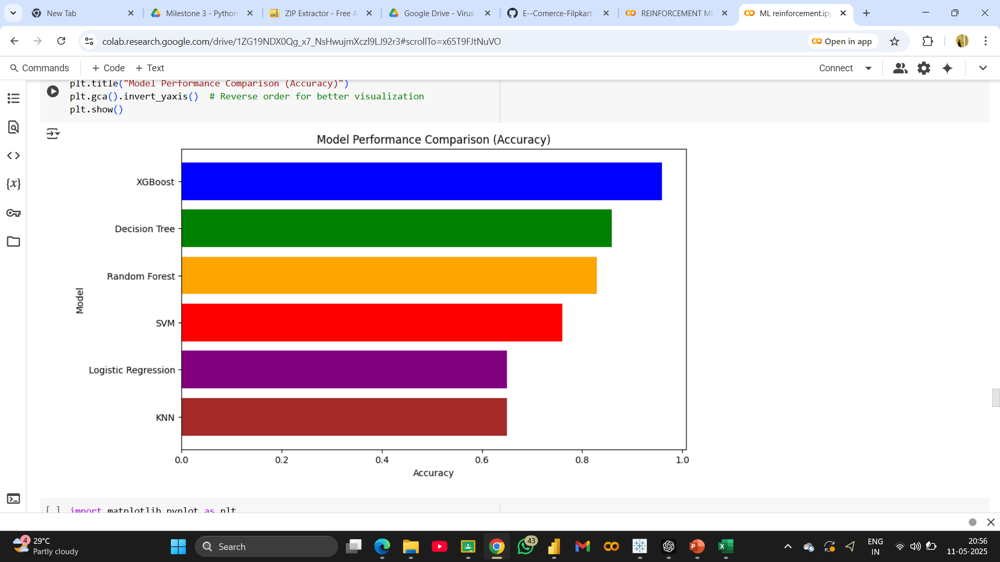 New Tab
Milestone 3 - Python
ZIP Extractor - Free A
Google Drive - Virus
E--Comerce-Filpkart-
REINFORCEMENT ML
ML reinforcement.ipy
colab.research.google.com/drive/1ZG19NDX0Qg_x7_NsHwujmXczl9LJ92r3#scrollTo=x65T9FJtNuVO
Open in app
Commands
+ Code
+ Text
Connect
plt.title("Model Performance Comparison (Accuracy)")
plt.gca().invert_yaxis()  # Reverse order for better visualization
plt.show()
Model Performance Comparison (Accuracy)
XGBoost
Decision Tree
Random Forest
SVM
Logistic Regression
KNN
Model
0.0 0.2 0.4 0.6 0.8 1.0
Accuracy
[ ] import matplotlib.pyplot as plt
4
29°C
Partly cloudy
Search
43
ENG
IN
20:56
11-05-2025